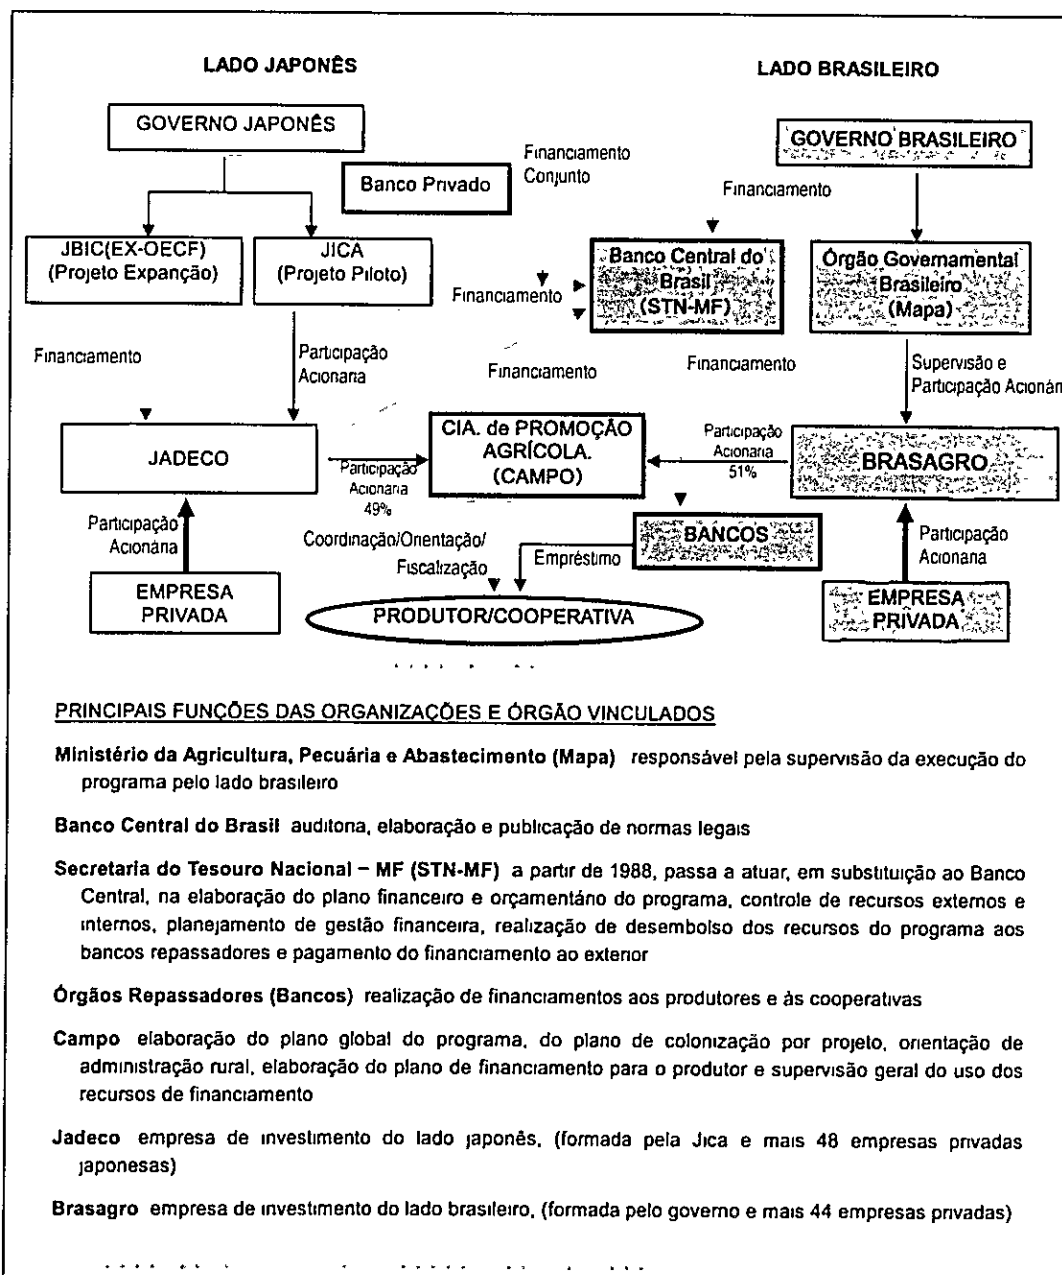 LADO JAPONÊS
LADO BRASILEIRO
GOVERNO JAPONÊS
GOVERNO BRASILEIRO
Banco Privado
Financiamento
Conjunto
Financiamento
JBIC(EX-OECF)
(Projeto Expanção)
JICA
(Projeto Piloto)
Financiamento
Banco Central do
Brasil
(STN-MF)
Órgão Governamental
Brasileiro
(Mapa)
Financiamento
Participação
Acionaria
Financiamento
Financiamento
Supervisão e
Participação Acionán
JADECO
Participação
Acionaria
49%
CIA. de PROMOÇÃO
AGRÍCOLA.
(CAMPO)
Participação
Acionaria
51%
BRASAGRO
Participação
Acionária
Coordinação/Orientação/
Fiscalização
Empréstimo
BANCOS
Participação
Acionana
EMPRESA
PRIVADA
PRODUTOR/COOPERATIVA
EMPRESA
PRIVADA
PRINCIPAIS FUNÇÕES DAS ORGANIZAÇÕES E ÓRGÃO VINCULADOS
Ministério da Agricultura, Pecuária e Abastecimento (Mapa) responsável pela supervisão da execução do
programa pelo lado brasileiro
Banco Central do Brasil auditoria, elaboração e publicação de normas legais
Secretaria do Tesouro Nacional – MF (STN-MF) a partir de 1988, passa a atuar, em substituição ao Banco
Central, na elaboração do plano financeiro e orçamentário do programa, controle de recursos externos e
internos, planejamento de gestão financeira, realização de desembolso dos recursos do programa aos
bancos repassadores e pagamento do financiamento ao exterior
Órgãos Repassadores (Bancos) realização de financiamentos aos produtores e às cooperativas
Campo elaboração do plano global do programa, do plano de colonização por projeto, orientação de
administração rural, elaboração do plano de financiamento para o produtor e supervisão geral do uso dos
recursos de financiamento
Jadeco empresa de investimento do lado japonês, (formada pela Jica e mais 48 empresas privadas
japonesas)
Brasagro empresa de investimento do lado brasileiro, (formada pelo governo e mais 44 empresas privadas)